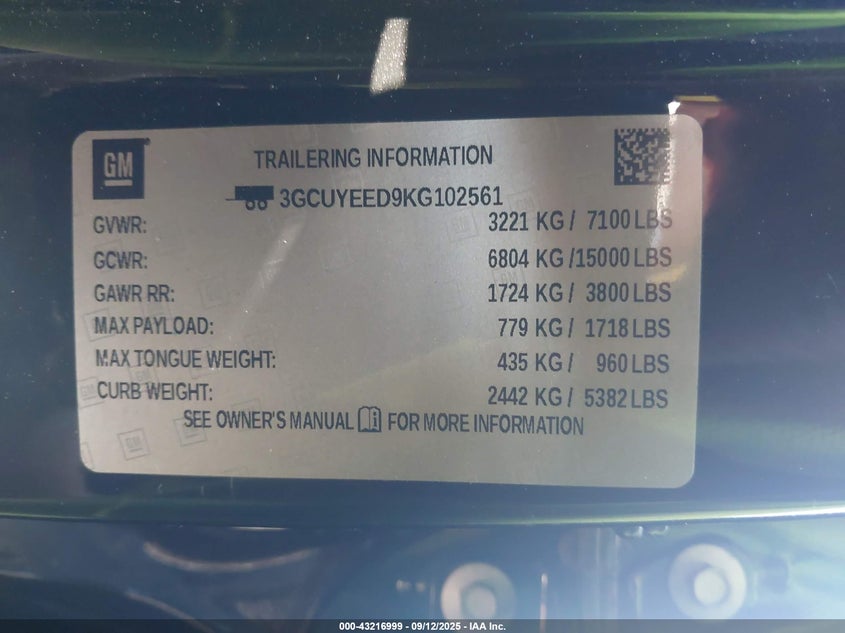 GM
TRAILERING INFORMATION
3GCUYEED9KG102561
GVWR: 3221 KG / 7100 LBS
GCWR: 6804 KG /15000 LBS
GAWR RR: 1724 KG / 3800 LBS
MAX PAYLOAD: 779 KG / 1718 LBS
MAX TONGUE WEIGHT: 435 KG / 960 LBS
CURB WEIGHT: 2442 KG / 5382 LBS
SEE OWNER'S MANUAL FOR MORE INFORMATION
000-43216999 - 09/12/2025 - IAA Inc.